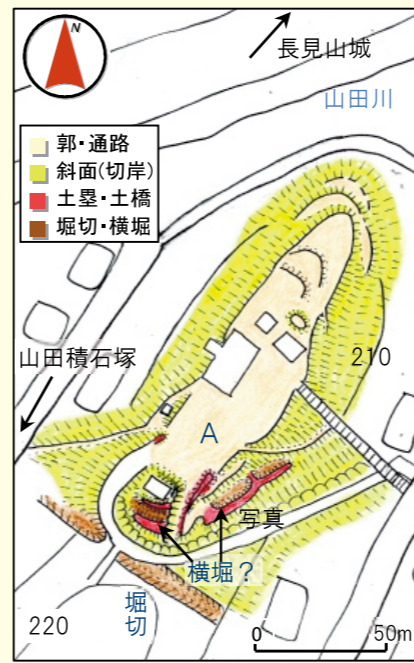 N
長見山城
山田川
郭・通路
斜面(切岸)
土塁・土橋
堀切・横堀
山田積石塚
210
A
写真
横堀?
堀切
220
0 50m